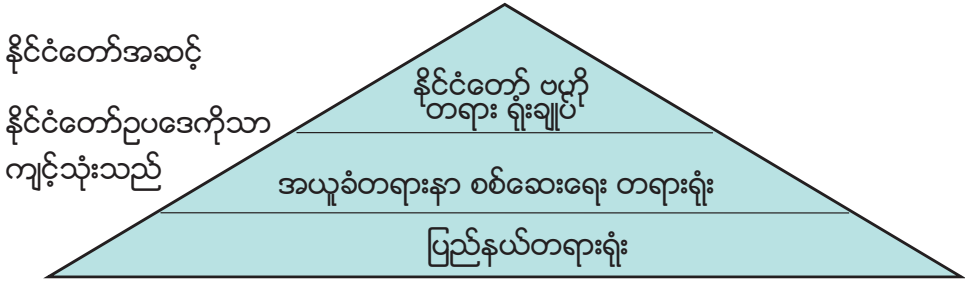 နိုင်ငံတော်အဆင့်
နိုင်ငံတော်ဥပဒေကိုသာ
ကျင့်သုံးသည်
နိုင်ငံတော် ဗဟို
တရား ရုံးချုပ်
အယူခံတရားနာ စစ်ဆေးရေး တရားရုံး
ပြည်နယ်တရားရုံး